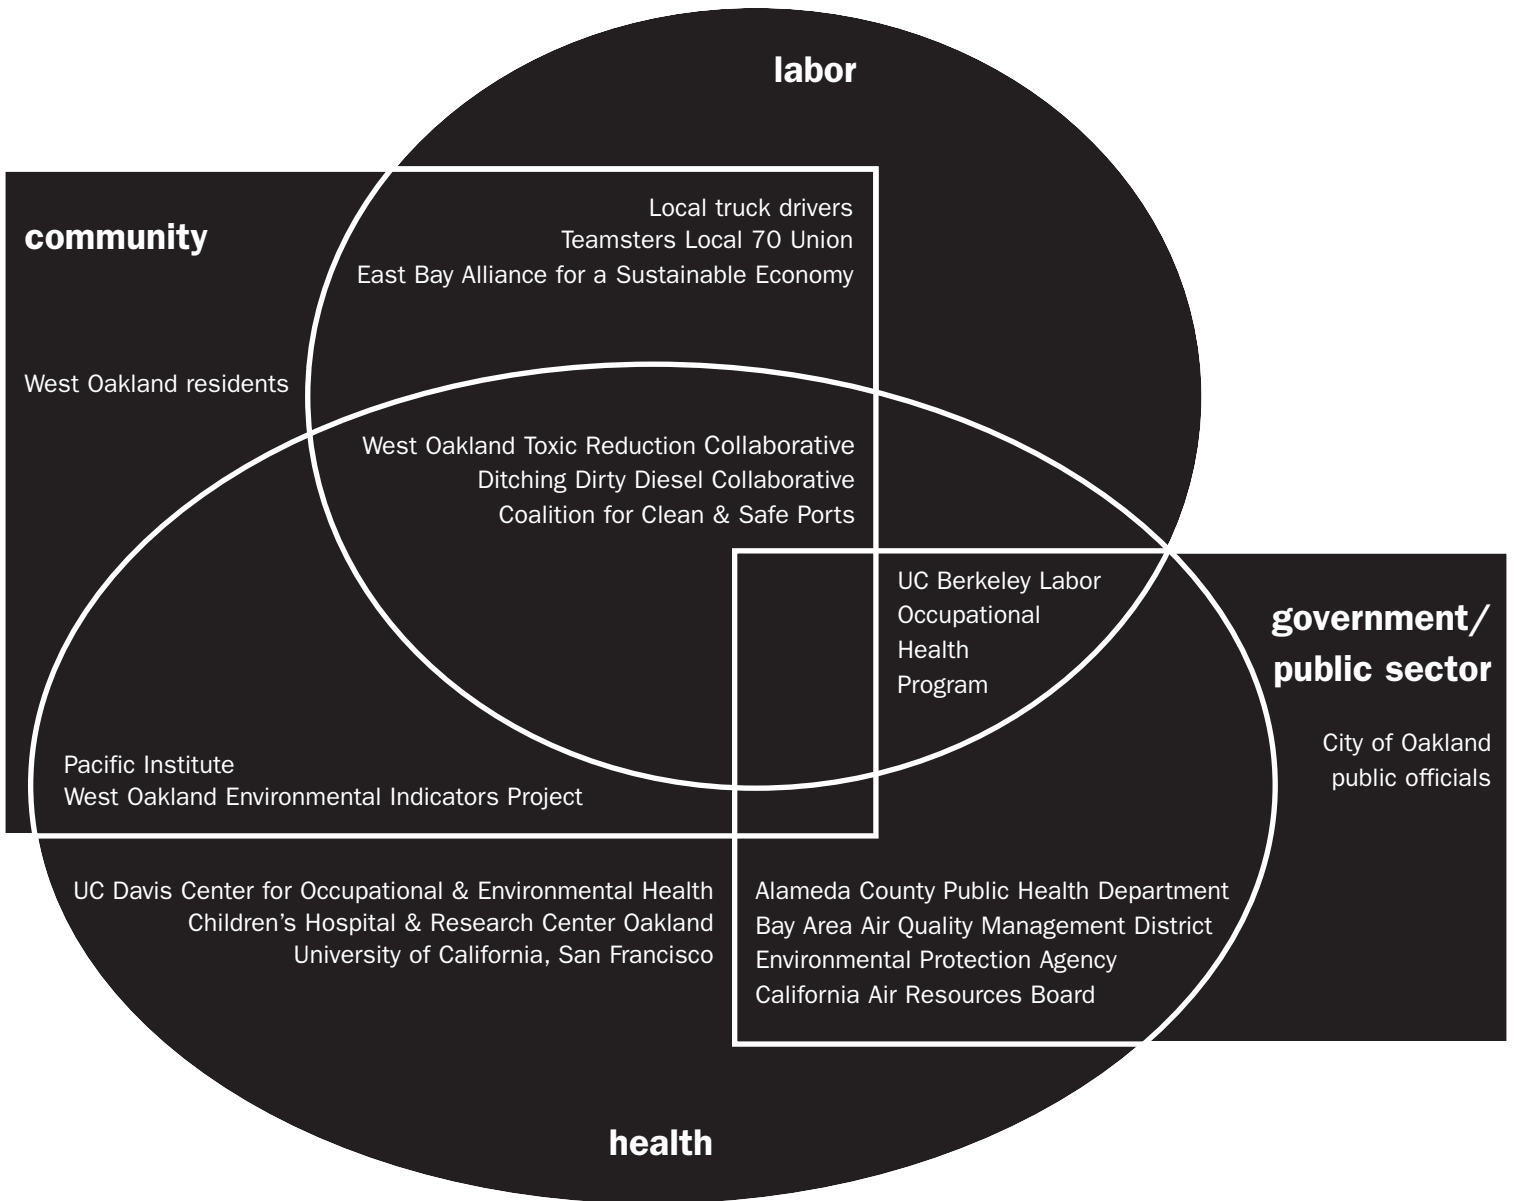 labor
community
Local truck drivers
Teamsters Local 70 Union
East Bay Alliance for a Sustainable Economy
West Oakland residents
West Oakland Toxic Reduction Collaborative
Ditching Dirty Diesel Collaborative
Coalition for Clean & Safe Ports
UC Berkeley Labor
Occupational
Health
Program
government/
public sector
City of Oakland
public officials
Pacific Institute
West Oakland Environmental Indicators Project
UC Davis Center for Occupational & Environmental Health
Children’s Hospital & Research Center Oakland
University of California, San Francisco
Alameda County Public Health Department
Bay Area Air Quality Management District
Environmental Protection Agency
California Air Resources Board
health